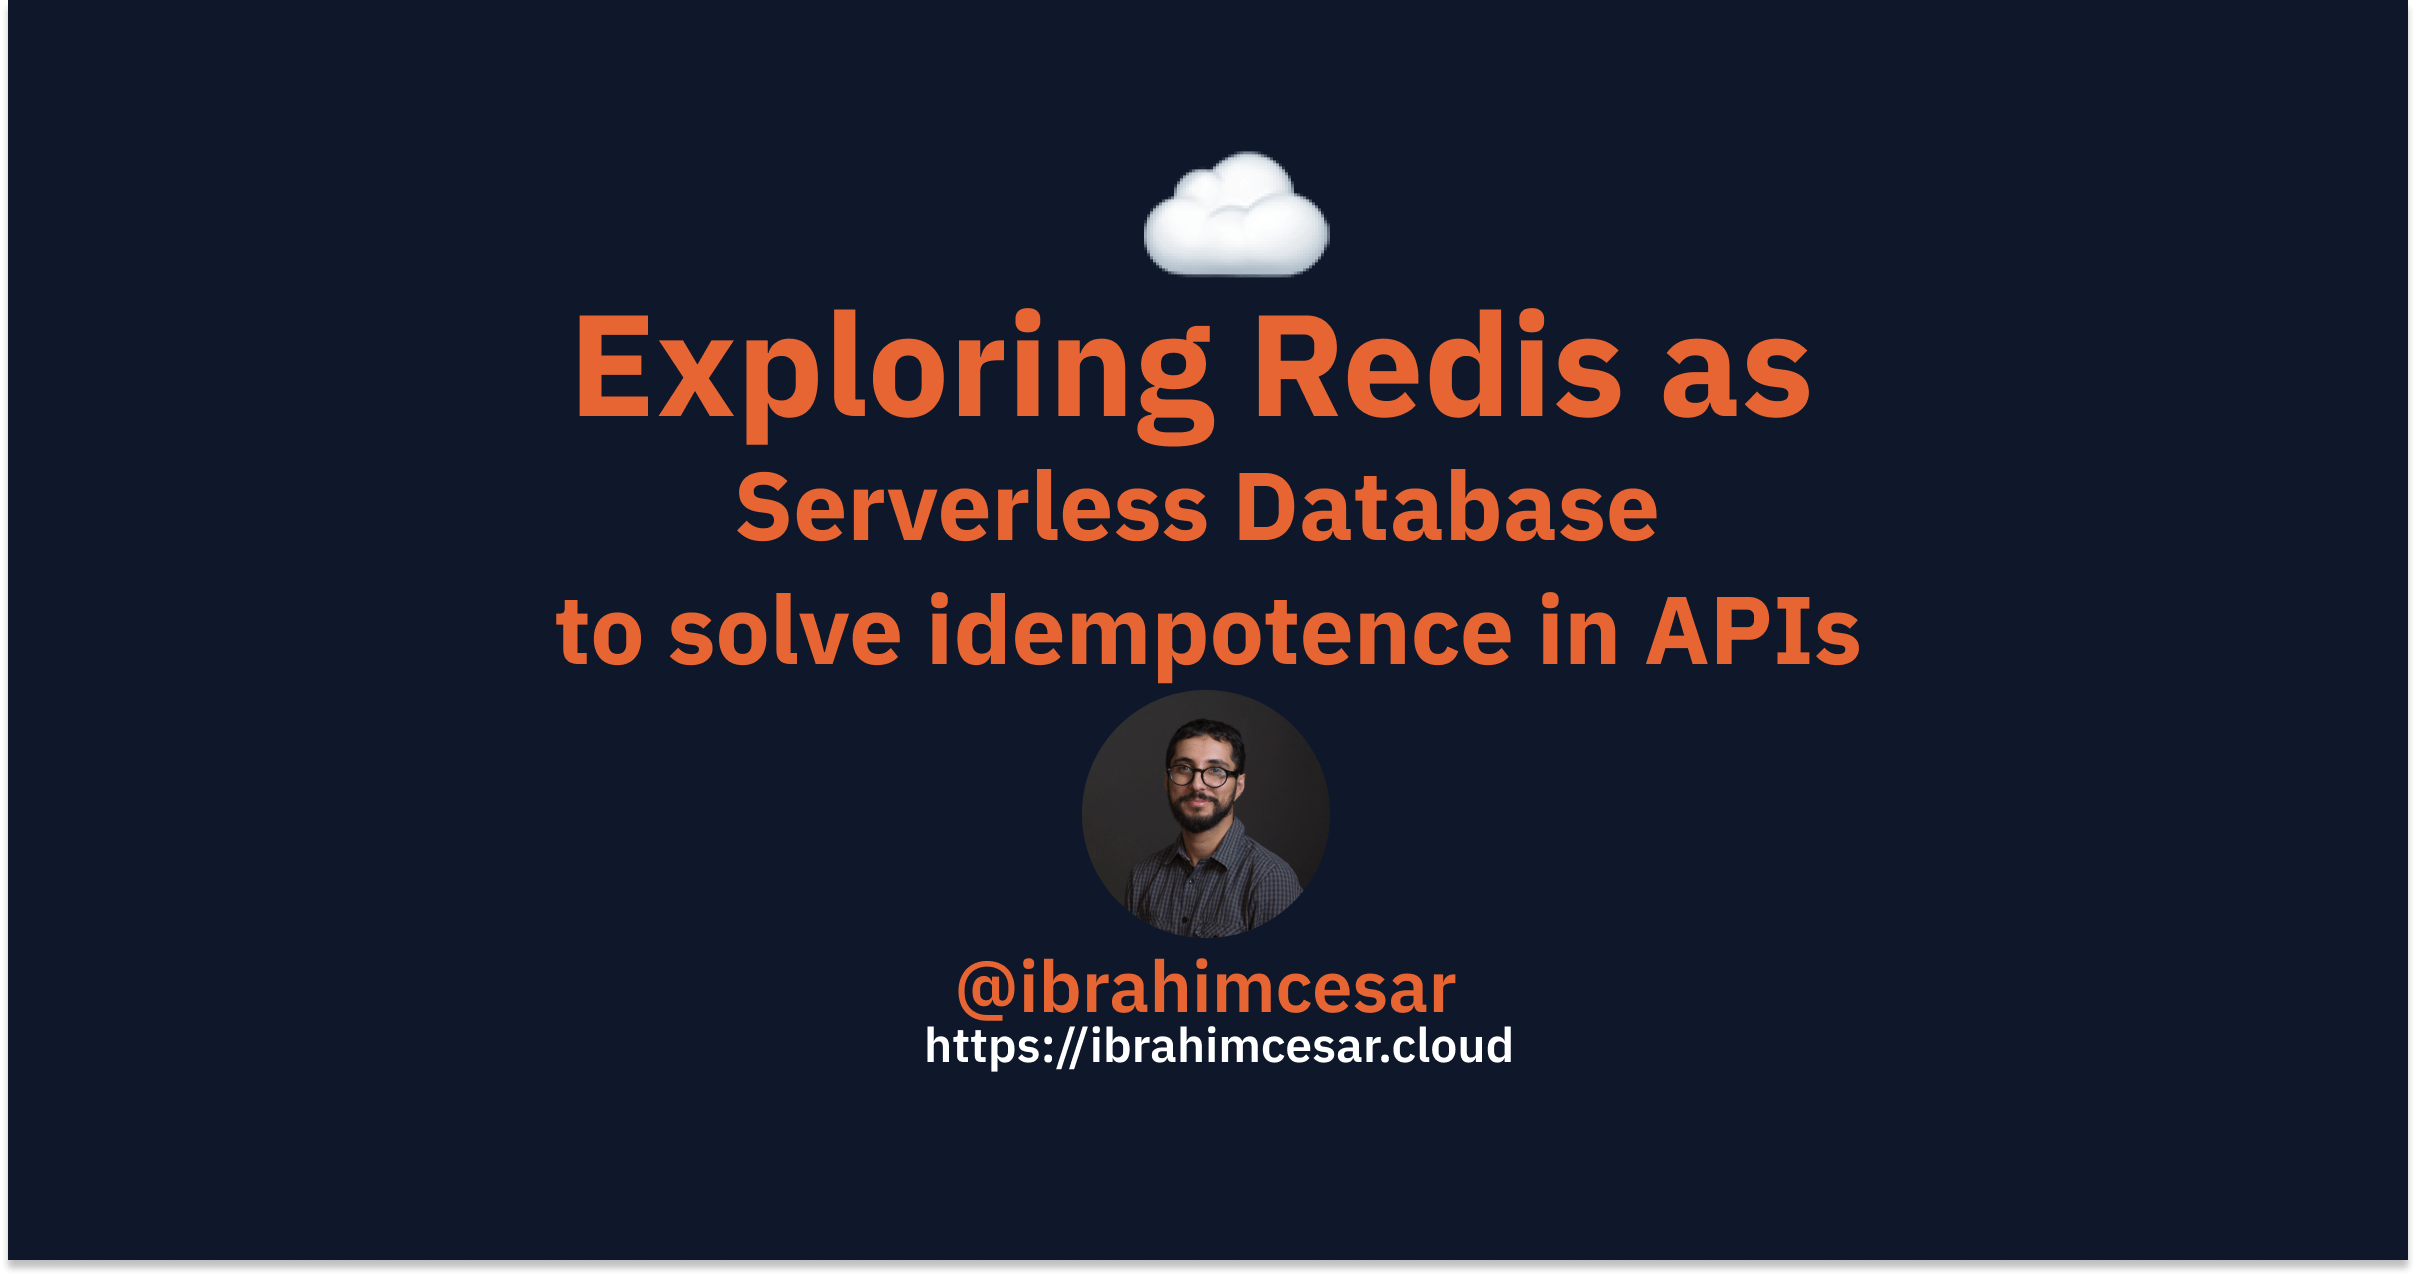 Exploring Redis as
Serverless Database
to solve idempotence in APIs
@ibrahimcesar
https://ibrahimcesar.cloud